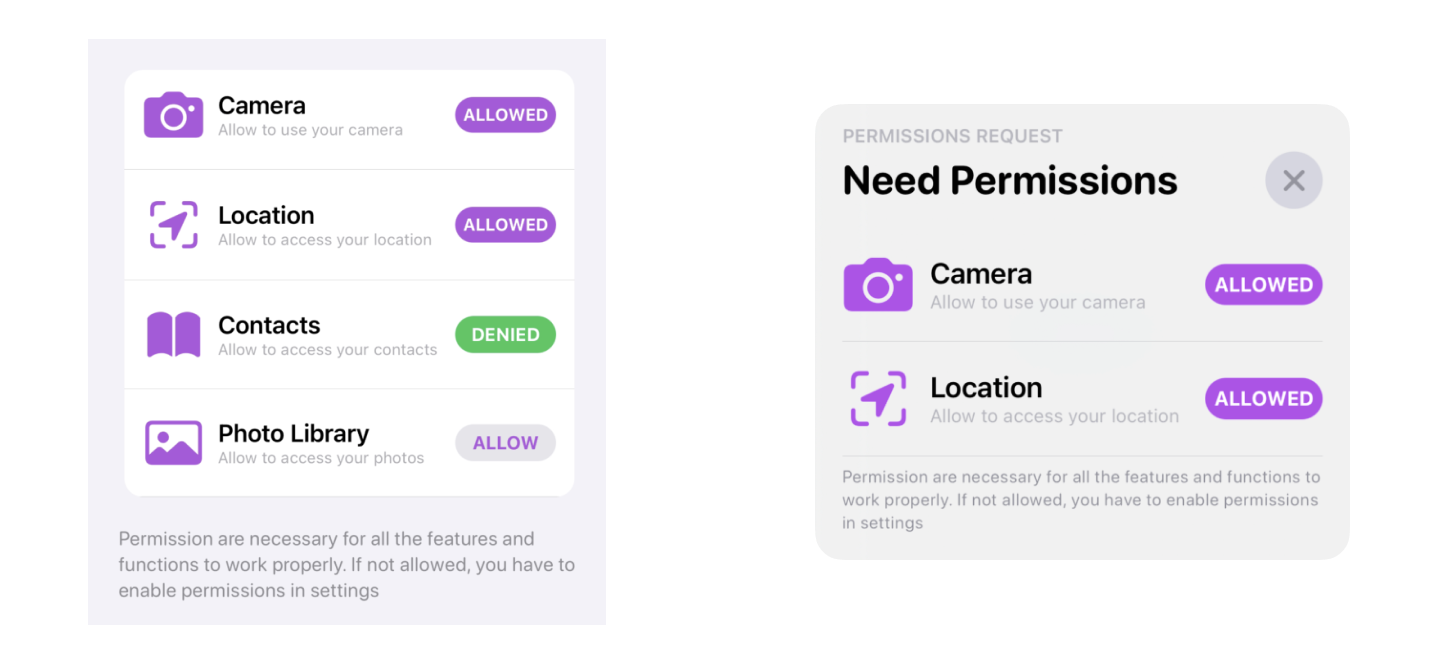 Camera
Allow to use your camera
ALLOWED
Location
Allow to access your location
ALLOWED
Contacts
Allow to access your contacts
DENIED
Photo Library
Allow to access your photos
ALLOW
Permission are necessary for all the features and
functions to work properly. If not allowed, you have to
enable permissions in settings
PERMISSIONS REQUEST
Need Permissions
Camera
Allow to use your camera
ALLOWED
Location
Allow to access your location
ALLOWED
Permission are necessary for all the features and functions to
work properly. If not allowed, you have to enable permissions
in settings